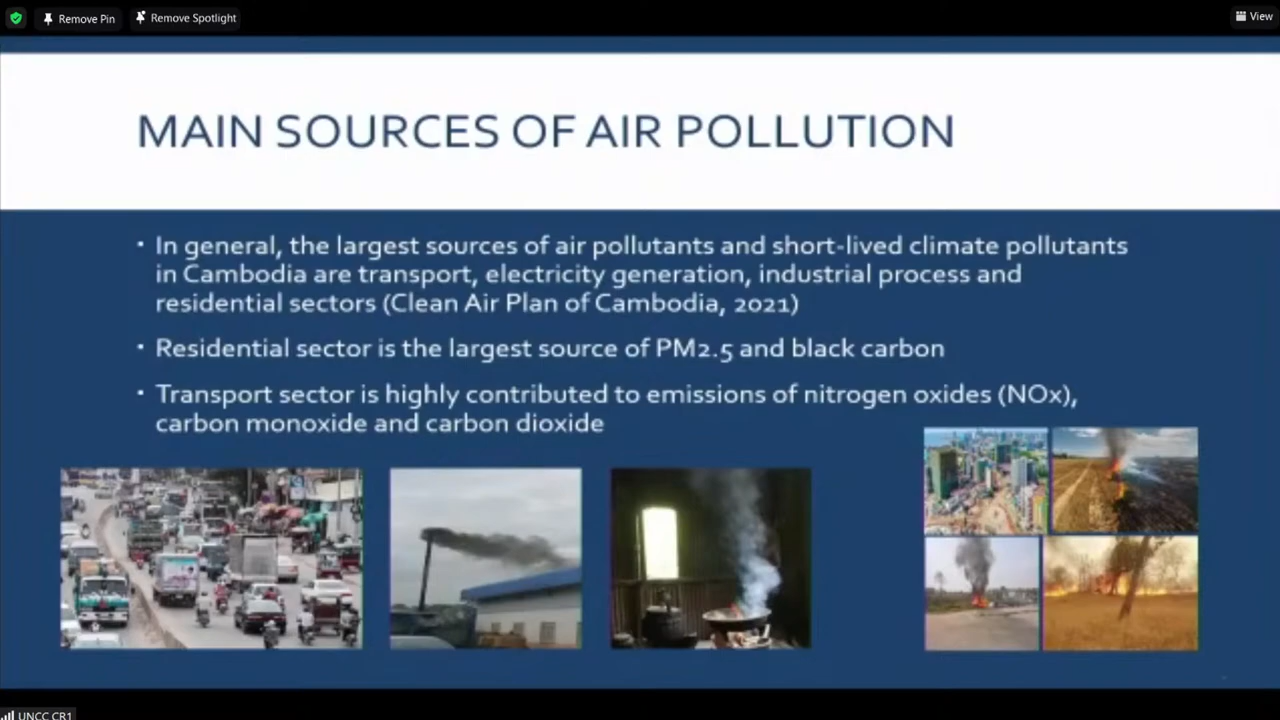 Remove Pin
Remove Spotlight
View
MAIN SOURCES OF AIR POLLUTION
▪ In general, the largest sources of air pollutants and short-lived climate pollutants
in Cambodia are transport, electricity generation, industrial process and
residential sectors (Clean Air Plan of Cambodia, 2021)
▪ Residential sector is the largest source of PM2.5 and black carbon
▪ Transport sector is highly contributed to emissions of nitrogen oxides (NOx),
carbon monoxide and carbon dioxide
UNCC CR1